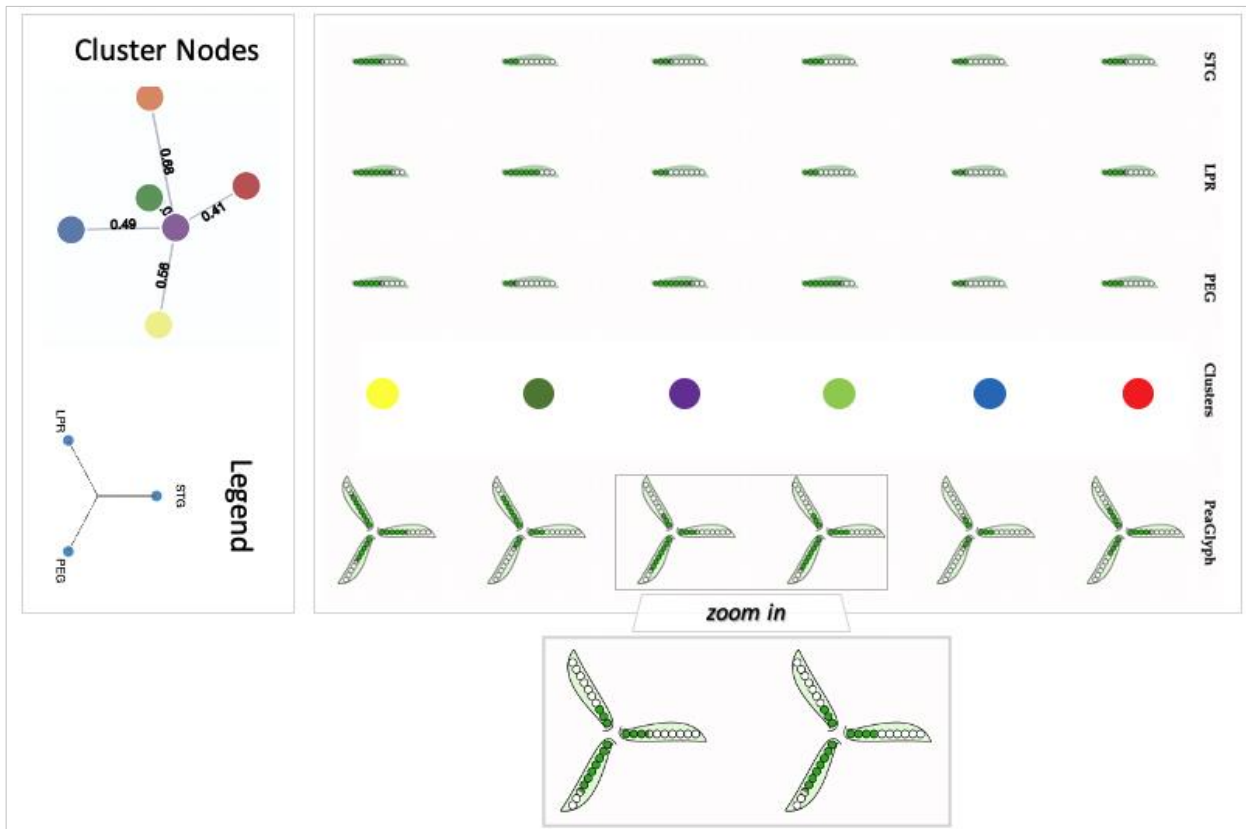 Cluster Nodes
0.68
0.41
0.49
0.56
LPR
STG
PEG
Legend
STG
LPR
PEG
Clusters
PeaGlyph
zoom in